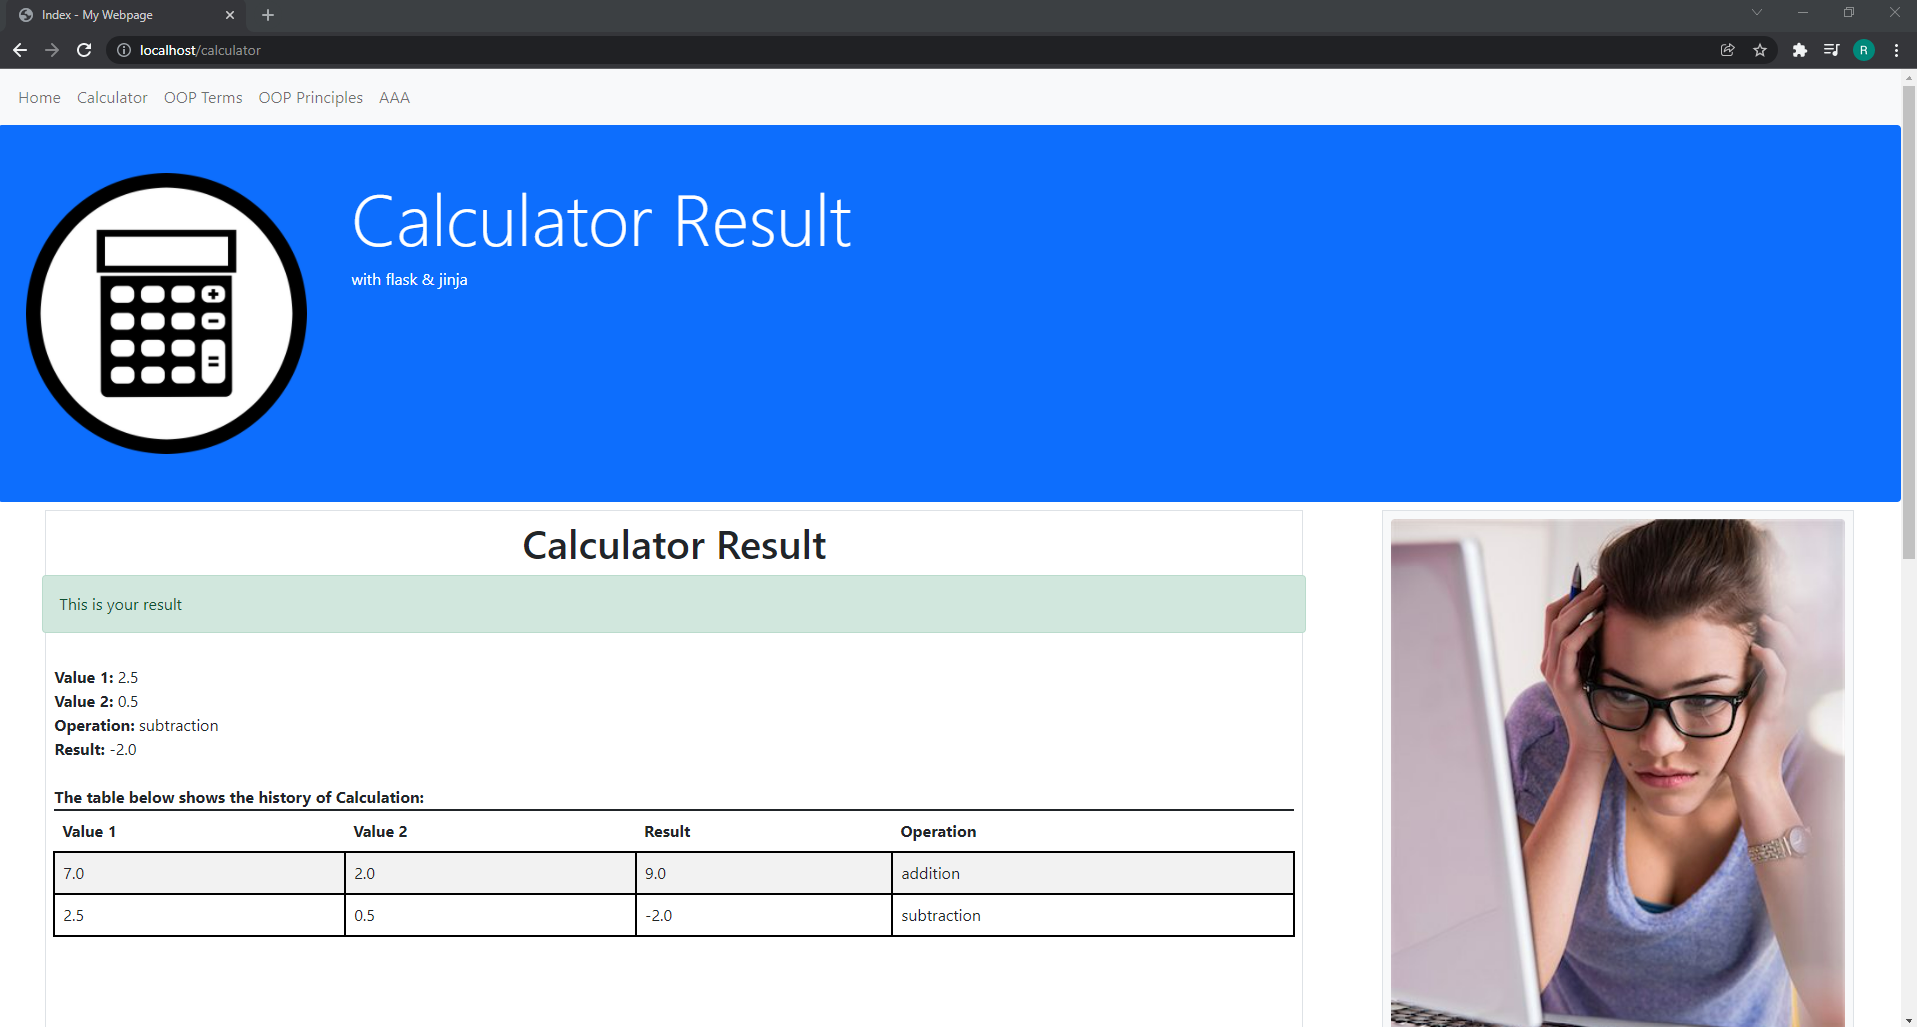 Index - My Webpage
localhost/calculator
R
Home Calculator OOP Terms OOP Principles AAA
Calculator Result
with flask & jinja
Calculator Result
This is your result
Value 1: 2.5
Value 2: 0.5
Operation: subtraction
Result: -2.0
The table below shows the history of Calculation:
Value 1 Value 2 Result Operation
7.0 2.0 9.0 addition
2.5 0.5 -2.0 subtraction